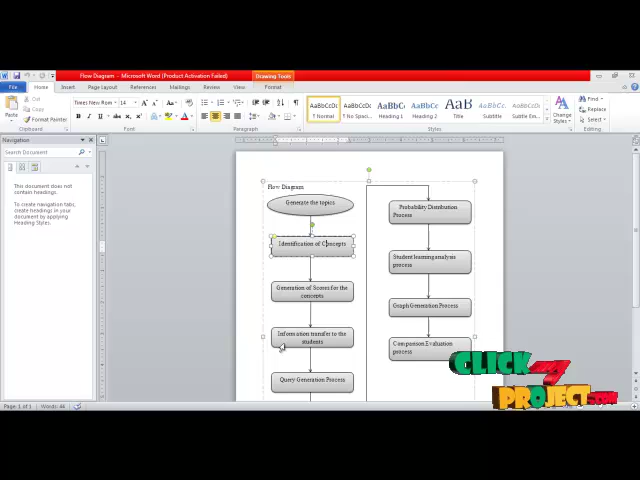 Flow Diagram - Microsoft Word (Product Activation Failed)
Drawing Tools
File
Home
Insert
Page Layout
References
Mailings
Review
View
Format
Paste
Cut
Copy
Format Painter
Clipboard
Times New Rom
14
Font
Paragraph
AaBbCcDc
¶ Normal
AaBbCcDc
¶ No Spaci...
AaBbCc
Heading 1
AaBbCc
Heading 2
AaB
Title
AaBbCc
Subtitle
AaBbCcDc
Subtle Em...
Change
Styles
Styles
Find
Replace
Select
Editing
Navigation
Search Document
This document does not
contain headings.
To create navigation tabs,
create headings in your
document by applying
Heading Styles.
Flow Diagram
Generate the topics
Identification of Concepts
Generation of Scores for the
concepts
Information transfer to the
students
Query Generation Process
Probability Distribution
Process
Student learning analysis
process
Graph Generation Process
Comparison Evaluation
process
CLICK
MY
PROJECT.COM
Page: 1 of 1
Words: 44